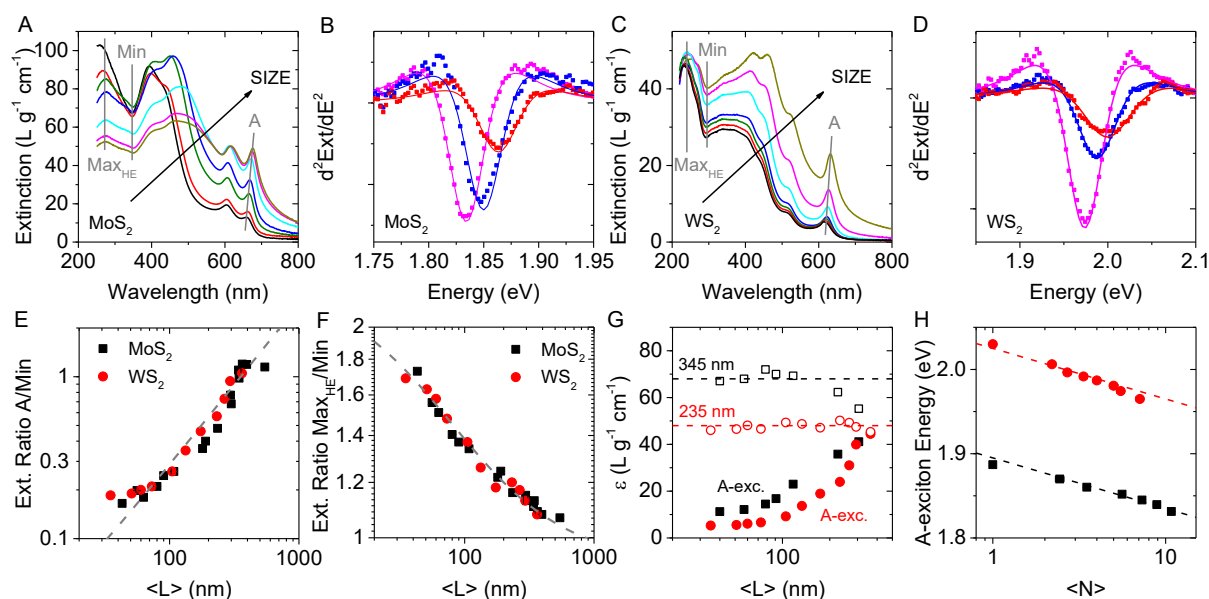 A
Extinction (L g⁻¹ cm⁻¹)
100
80
60
40
20
0
Min
SIZE
A
Max_HE
MoS₂
200 400 600 800
Wavelength (nm)
B
d²Ext/dE²
MoS₂
1.75 1.80 1.85 1.90 1.95
Energy (eV)
C
Extinction (L g⁻¹ cm⁻¹)
40
30
20
10
0
Min
SIZE
A
Max_HE
WS₂
200 400 600 800
Wavelength (nm)
D
d²Ext/dE²
WS₂
1.9 2.0 2.1
Energy (eV)
E
Ext. Ratio A/Min
1
0.3
0.1
MoS₂
WS₂
100 1000
<L> (nm)
F
Ext. Ratio Max_HE/Min
2
1.8
1.6
1.4
1.2
1
MoS₂
WS₂
100 1000
<L> (nm)
G
ε (L g⁻¹ cm⁻¹)
80
60
40
20
0
345 nm
235 nm
A-exc.
A-exc.
100
<L> (nm)
H
A-exciton Energy (eV)
2.0
1.9
1.8
1 10
<N>